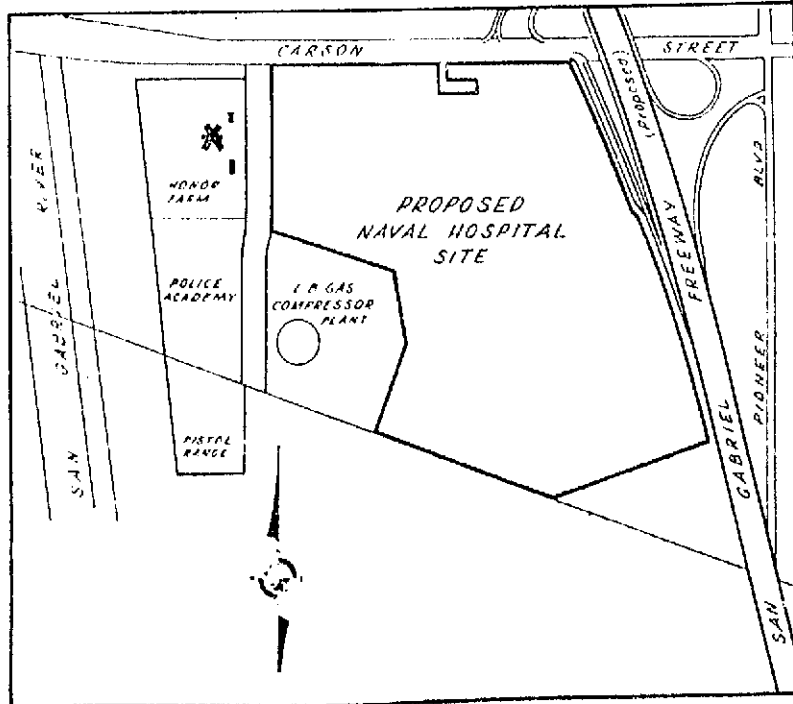 CARSON STREET
(PROPOSED)
HONOR
FARM
PROPOSED
NAVAL HOSPITAL
SITE
POLICE
ACADEMY
L B GAS
COMPRESSOR
PLANT
PISTOL
RANGE
SAN GABRIEL RIVER
SAN GABRIEL FREEWAY
PIONEER BLVD